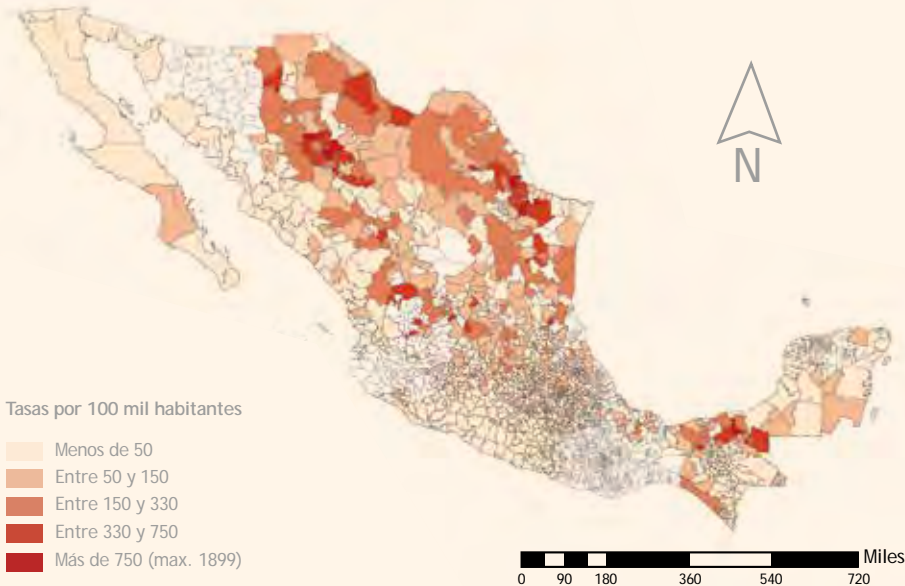 N
Tasas por 100 mil habitantes
Menos de 50
Entre 50 y 150
Entre 150 y 330
Entre 330 y 750
Más de 750 (max. 1899)
Miles
0 90 180 360 540 720